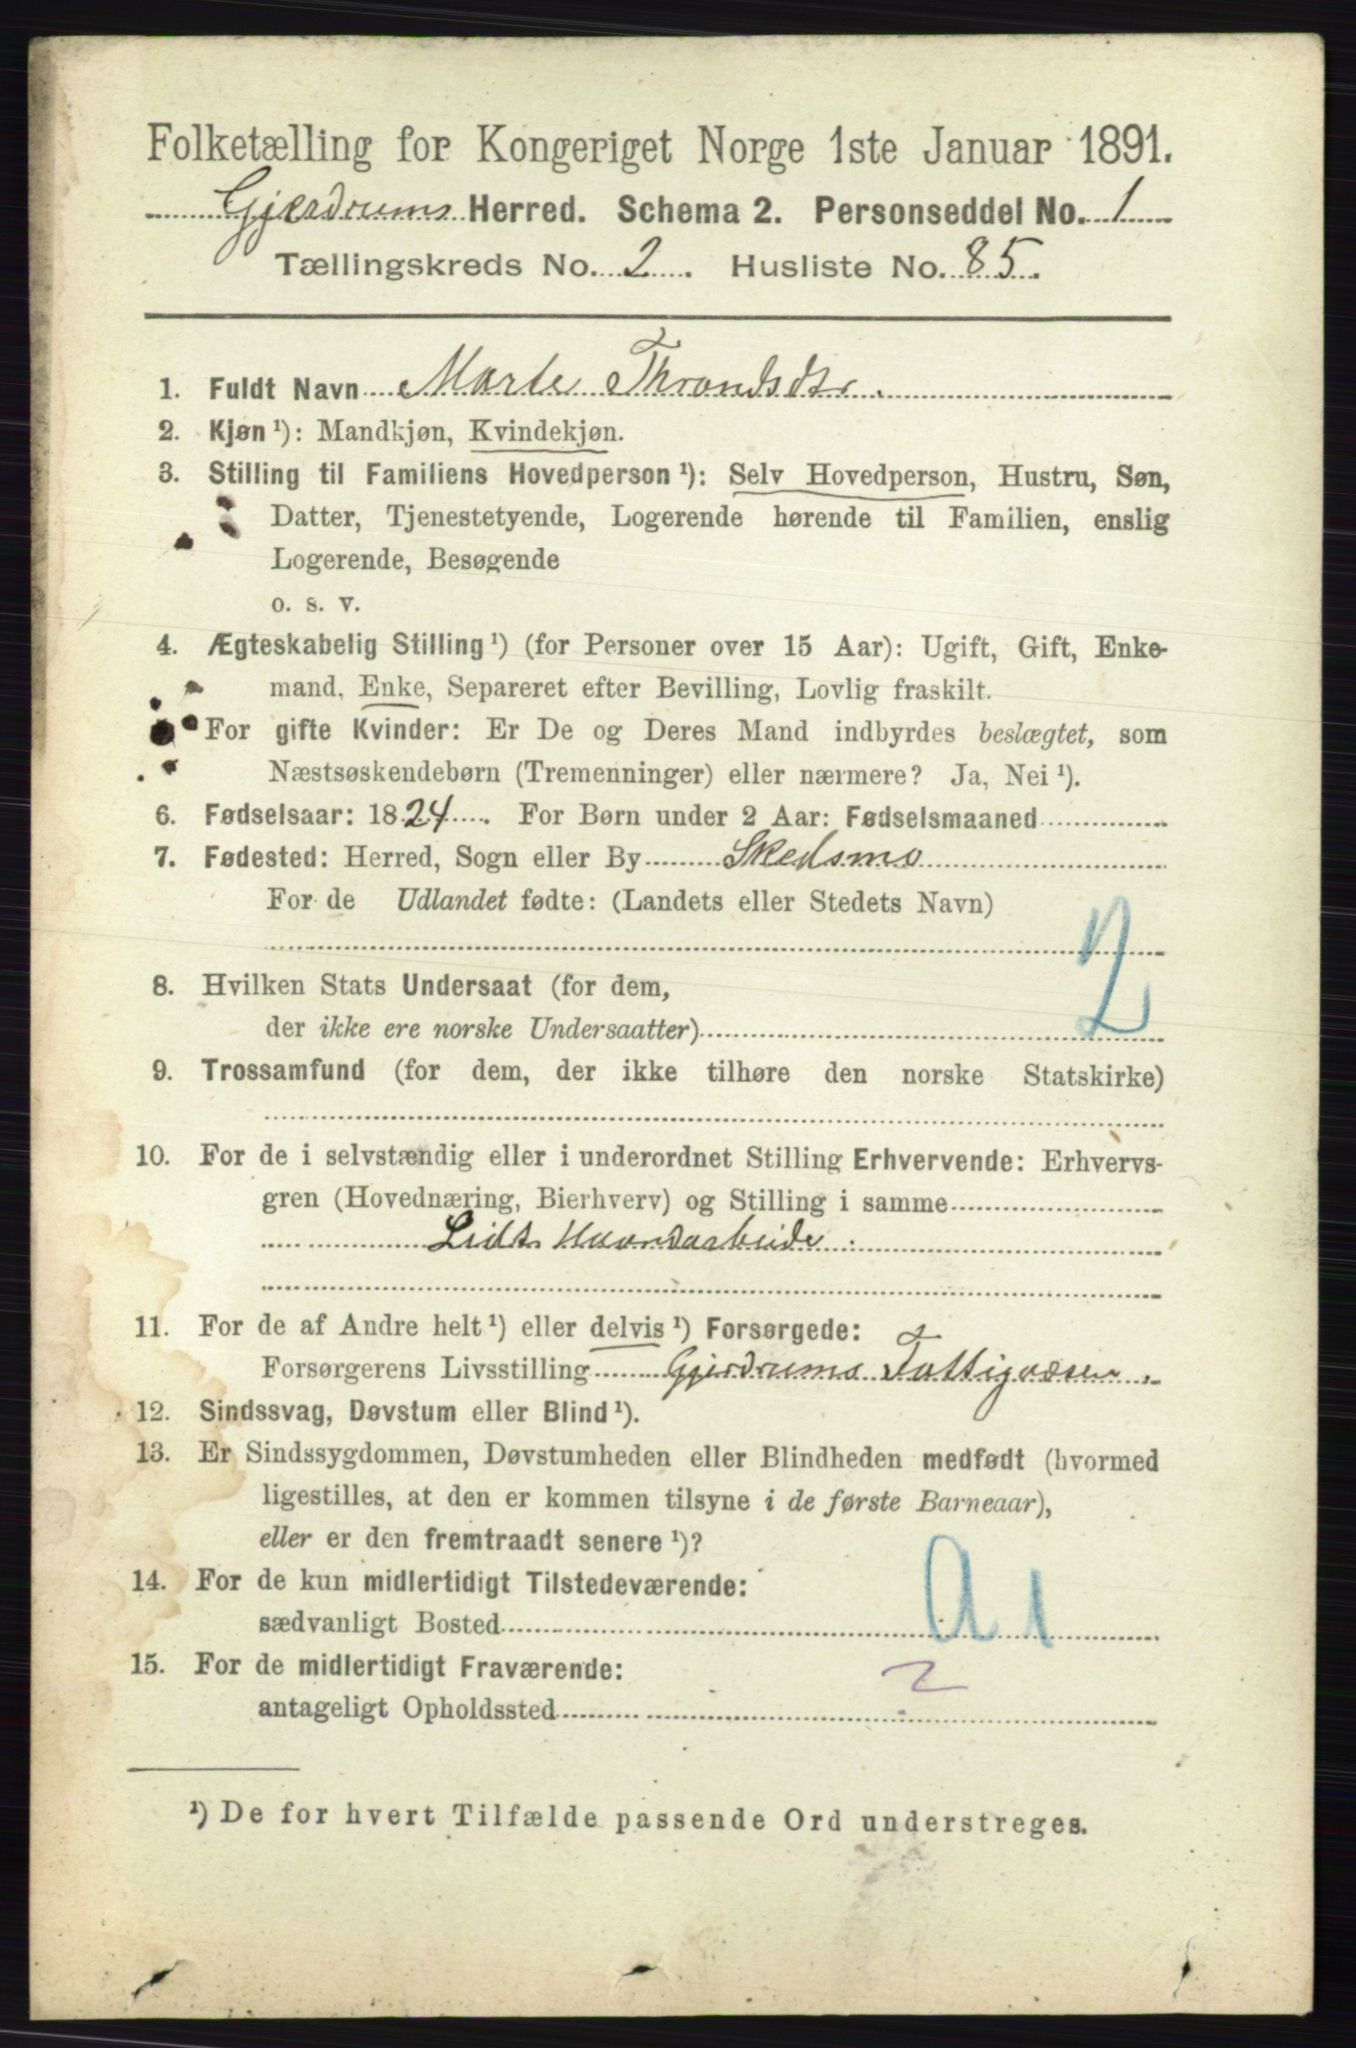 Folketælling for Kongeriget Norge 1ste Januar 1891.
Gjerdrums Herred. Schema 2. Personseddel No. 1
Tællingskreds No. 2. Husliste No. 85.
1. Fuldt Navn Marte Throndsdtr.
2. Kjøn ¹): Mandkjøn, Kvindekjøn.
3. Stilling til Familiens Hovedperson ¹): Selv Hovedperson, Hustru, Søn,
Datter, Tjenestetyende, Logerende hørende til Familien, enslig
Logerende, Besøgende
o. s. v.
4. Ægteskabelig Stilling ¹) (for Personer over 15 Aar): Ugift, Gift, Enke-
mand, Enke, Separeret efter Bevilling, Lovlig fraskilt.
For gifte Kvinder: Er De og Deres Mand indbyrdes beslægtet, som
Næstsøskendebørn (Tremenninger) eller nærmere? Ja, Nei ¹).
6. Fødselsaar: 1824. For Børn under 2 Aar: Fødselsmaaned
7. Fødested: Herred, Sogn eller By Skedsmo
For de Udlandet fødte: (Landets eller Stedets Navn)
2
8. Hvilken Stats Undersaat (for dem,
der ikke ere norske Undersaatter)
9. Trossamfund (for dem, der ikke tilhøre den norske Statskirke)
10. For de i selvstændig eller i underordnet Stilling Erhvervende: Erhvervs-
gren (Hovednæring, Bierhverv) og Stilling i samme
Lidt Haandarbeide.
11. For de af Andre helt ¹) eller delvis ¹) Forsørgede:
Forsørgerens Livsstilling Gjerdrums Fattigvæsen.
12. Sindssvag, Døvstum eller Blind ¹).
13. Er Sindssygdommen, Døvstumheden eller Blindheden medfødt (hvormed
ligestilles, at den er kommen tilsyne i de første Barneaar),
eller er den fremtraadt senere ¹)?
14. For de kun midlertidigt Tilstedeværende:
sædvanligt Bosted
a 1
15. For de midlertidigt Fraværende:
antageligt Opholdssted
2
¹) De for hvert Tilfælde passende Ord understreges.